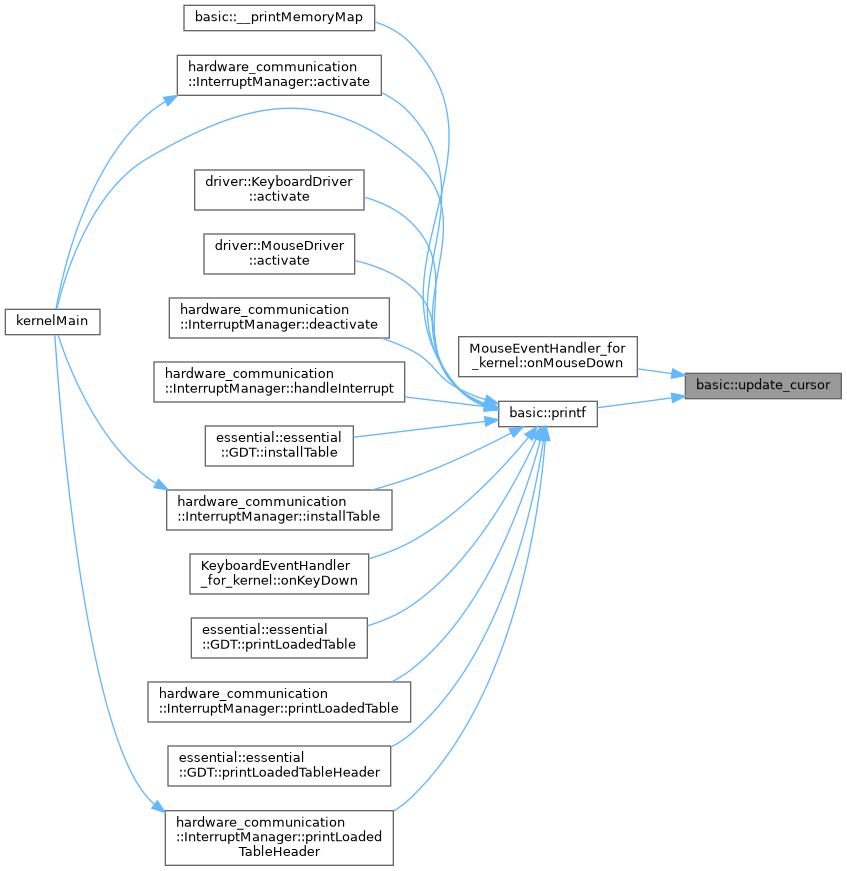 basic::__printMemoryMap
hardware_communication
::InterruptManager::activate
driver::KeyboardDriver
::activate
driver::MouseDriver
::activate
hardware_communication
::InterruptManager::deactivate
kernelMain
MouseEventHandler_for
_kernel::onMouseDown
hardware_communication
::InterruptManager::handleInterrupt
basic::update_cursor
basic::printf
essential::essential
::GDT::installTable
hardware_communication
::InterruptManager::installTable
KeyboardEventHandler
_for_kernel::onKeyDown
essential::essential
::GDT::printLoadedTable
hardware_communication
::InterruptManager::printLoadedTable
essential::essential
::GDT::printLoadedTableHeader
hardware_communication
::InterruptManager::printLoaded
TableHeader